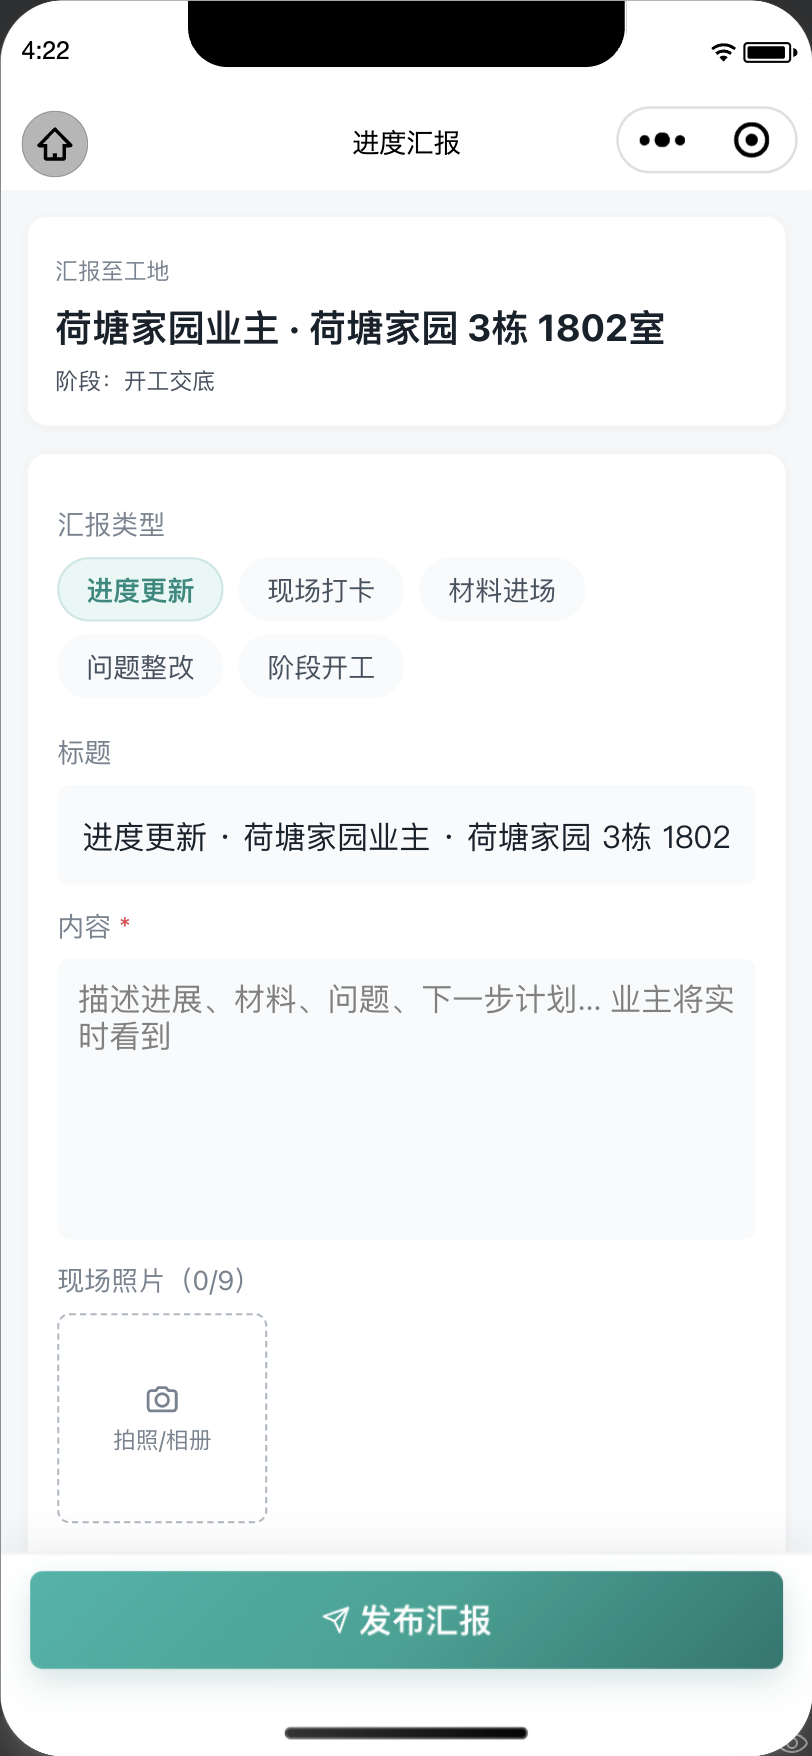 4:22
进度汇报
汇报至工地
荷塘家园业主 · 荷塘家园 3栋 1802室
阶段：开工交底
汇报类型
进度更新
现场打卡
材料进场
问题整改
阶段开工
标题
进度更新 · 荷塘家园业主 · 荷塘家园 3栋 1802
内容 *
描述进展、材料、问题、下一步计划... 业主将实
时看到
现场照片（0/9）
拍照/相册
发布汇报